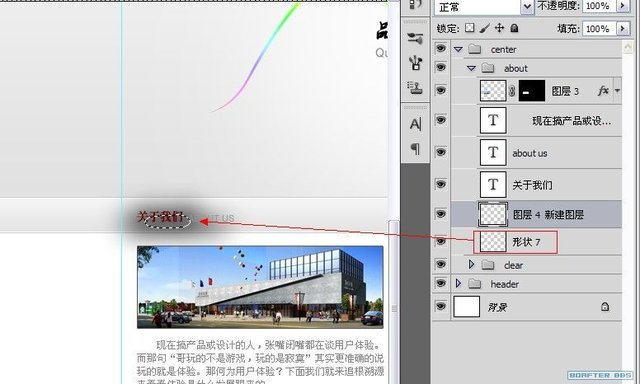 正常
不透明度: 100%
锁定:
填充: 100%
center
about
图层 3
fx
T
现在搞产品或设...
T
about us
T
关于我们
图层 4 新建图层
形状 7
clear
header
背景
A
品
Qu
关于我们
UT US
现在搞产品或设计的人，张嘴闭嘴都在谈用户体验。
而那句“哥玩的不是游戏，玩的是寂寞”其实更准确的说
玩的就是体验。那何为用户体验？下面我们就来追根溯源
BOAFTER BBS